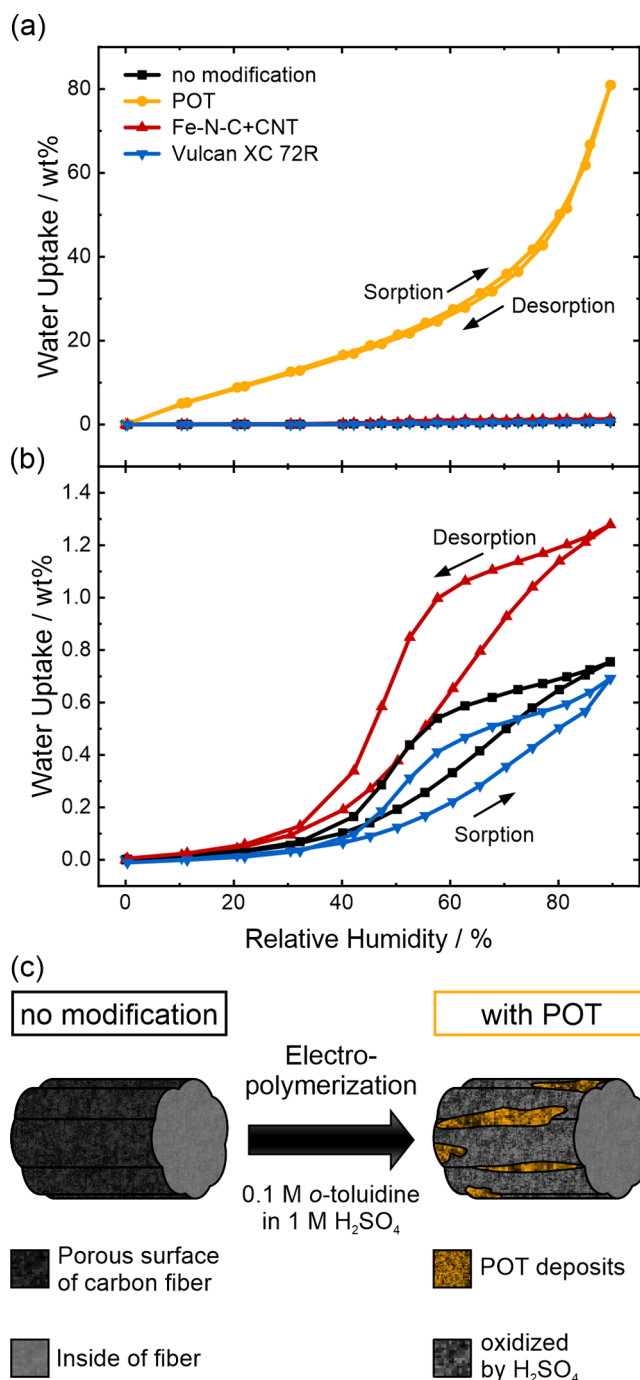 (a)
no modification
POT
Fe-N-C+CNT
Vulcan XC 72R
80
60
40
20
0
Water Uptake / wt%
Sorption
Desorption
(b)
1.4
1.2
1.0
0.8
0.6
0.4
0.2
0.0
Water Uptake / wt%
Desorption
Sorption
0 20 40 60 80
Relative Humidity / %
(c)
no modification
with POT
Electro-
polymerization
0.1 M o-toluidine
in 1 M H₂SO₄
Porous surface
of carbon fiber
POT deposits
Inside of fiber
oxidized
by H₂SO₄